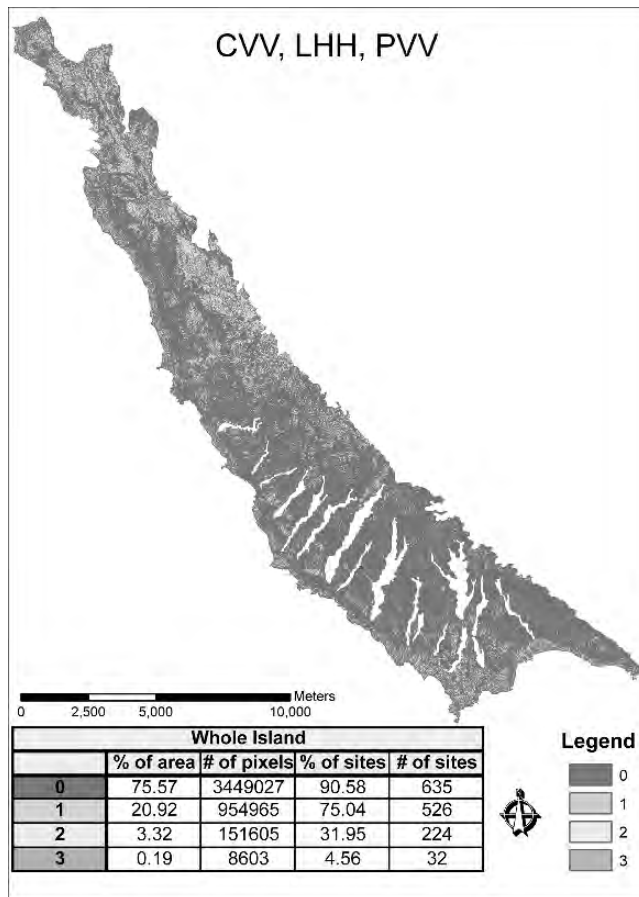 CVV, LHH, PVV
Meters
0 2,500 5,000 10,000
Whole Island
% of area # of pixels % of sites # of sites
0 75.57 3449027 90.58 635
1 20.92 954965 75.04 526
2 3.32 151605 31.95 224
3 0.19 8603 4.56 32
Legend
0
1
2
3